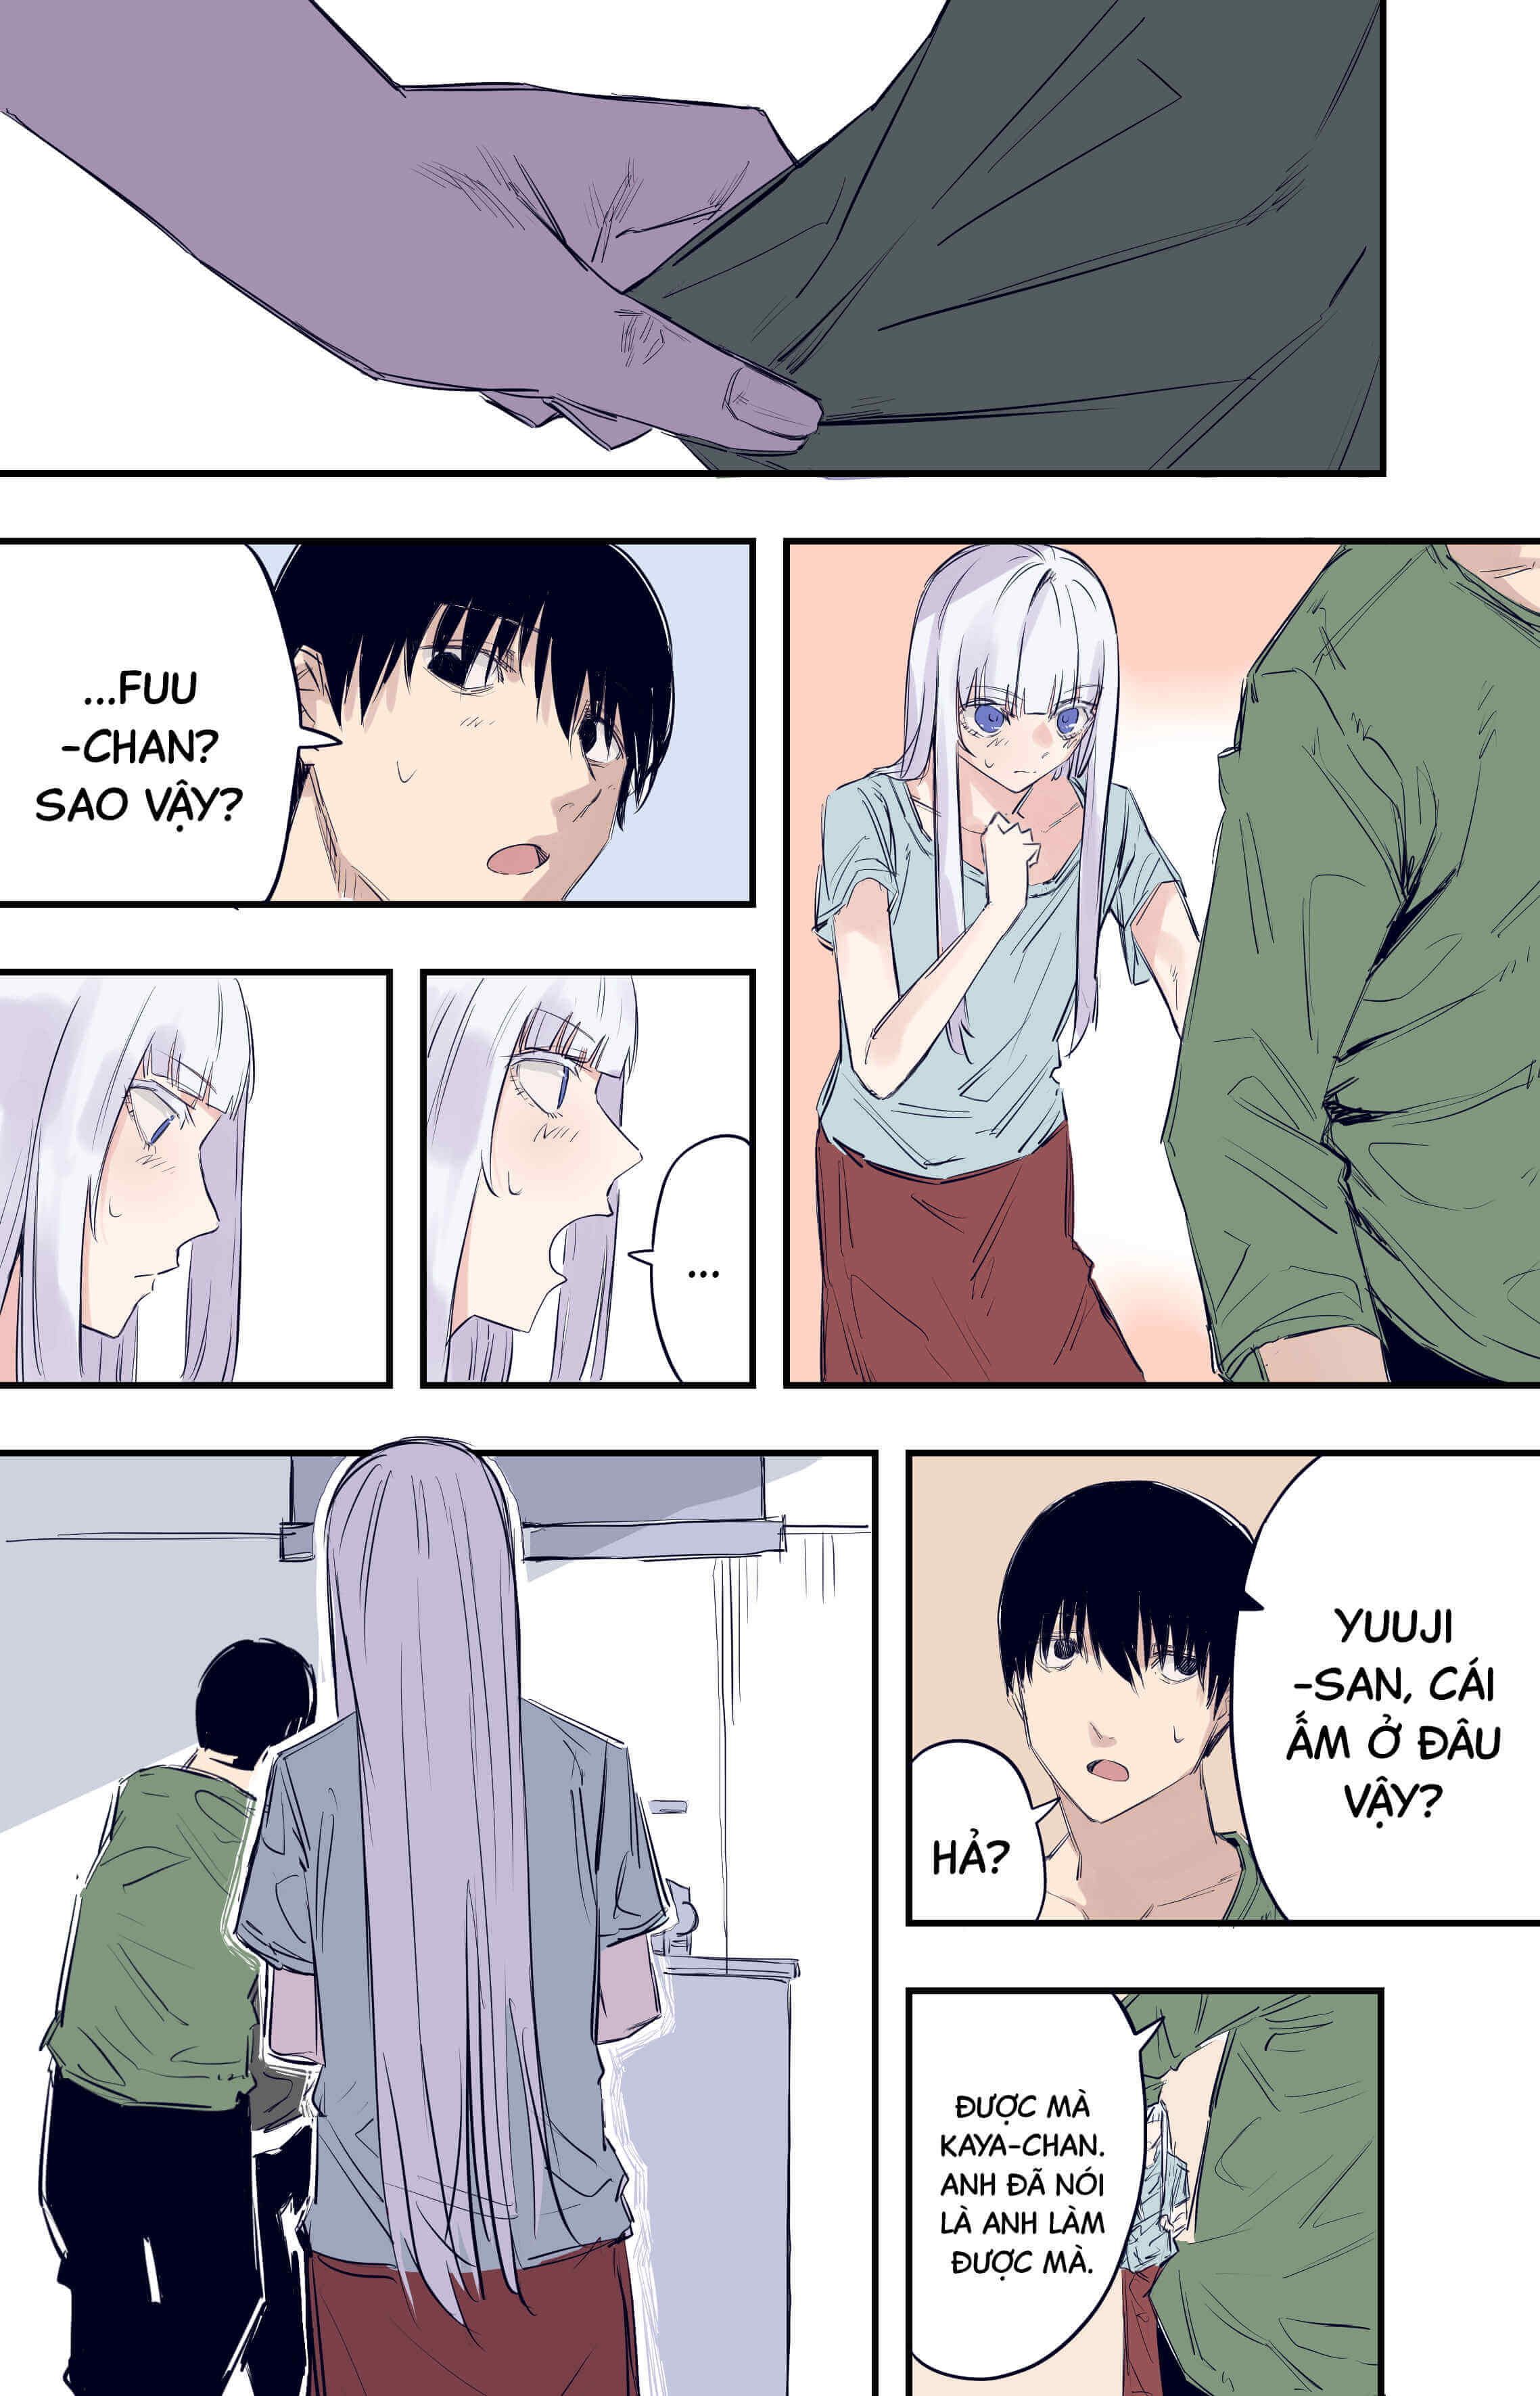 ...FUU
-CHAN?
SAO VẬY?
...
YUUJI
-SAN, CÁI
ẤM Ở ĐÂU
VẬY?
HẢ?
ĐƯỢC MÀ
KAYA-CHAN.
ANH ĐÃ NÓI
LÀ ANH LÀM
ĐƯỢC MÀ.